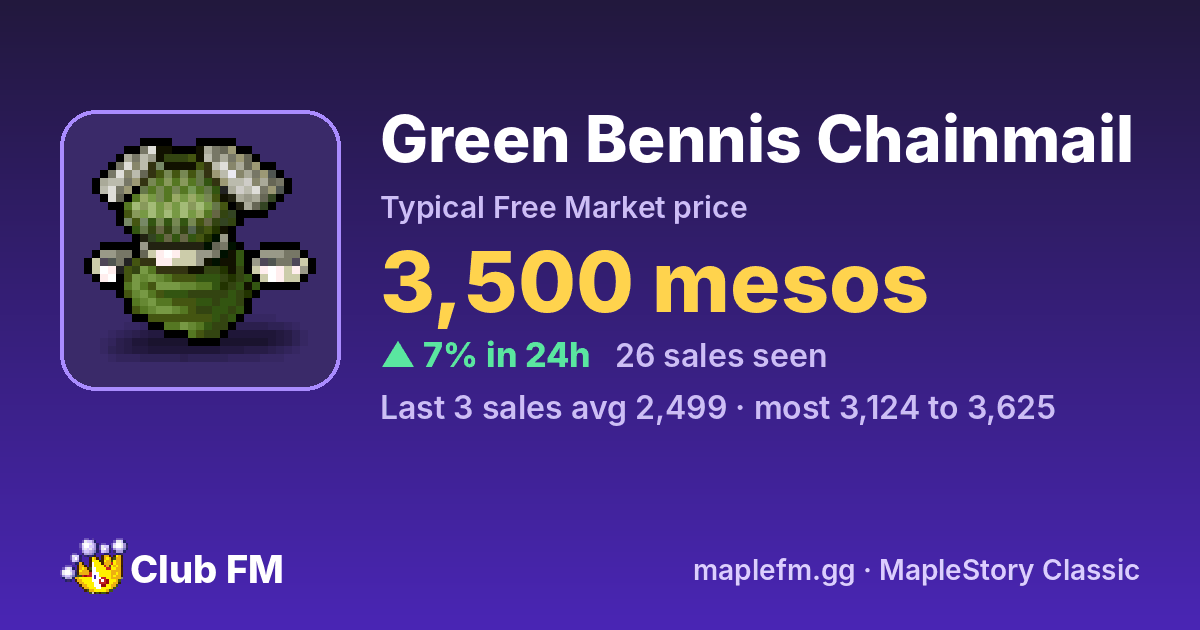 Green Bennis Chainmail
Typical Free Market price
3,500 mesos
▲ 7% in 24h 26 sales seen
Last 3 sales avg 2,499 · most 3,124 to 3,625
Club FM
maplefm.gg · MapleStory Classic